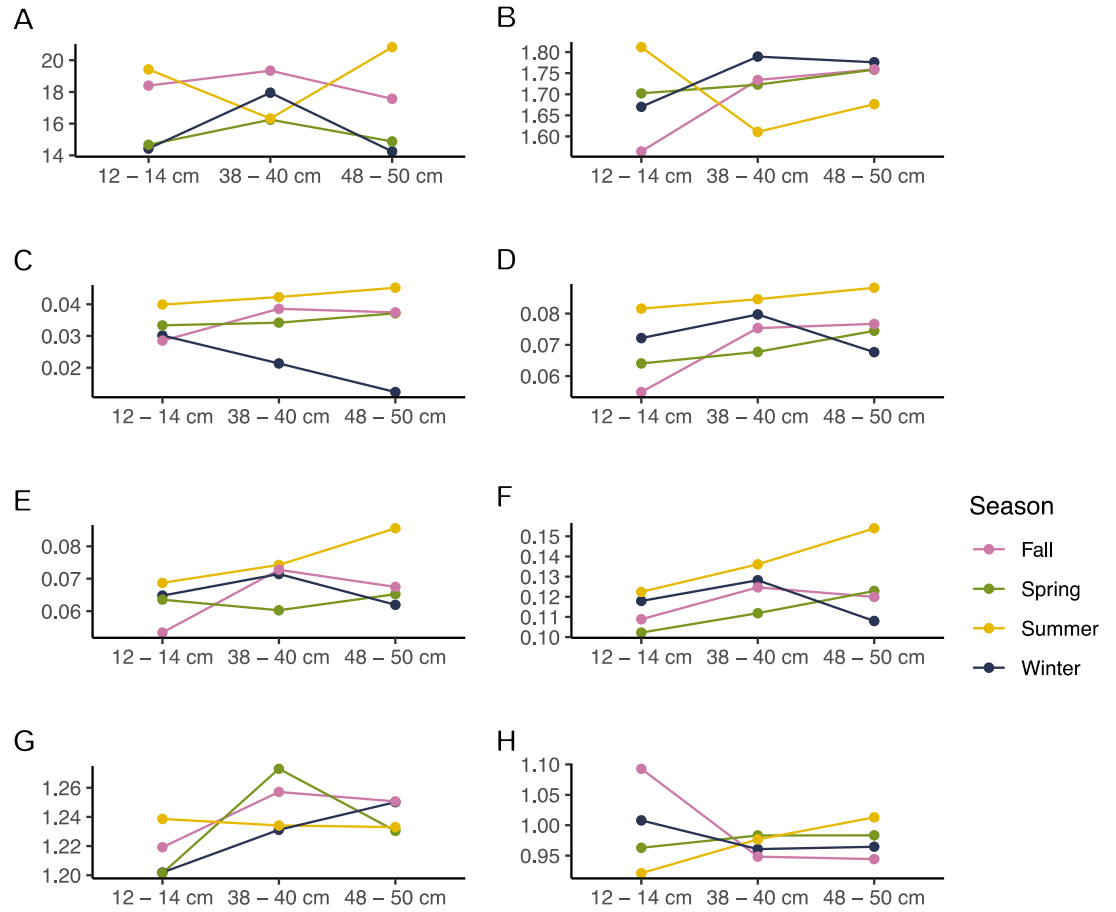 A
20
18
16
14
12 – 14 cm 38 – 40 cm 48 – 50 cm
B
1.80
1.75
1.70
1.65
1.60
12 – 14 cm 38 – 40 cm 48 – 50 cm
C
0.04
0.03
0.02
12 – 14 cm 38 – 40 cm 48 – 50 cm
D
0.08
0.07
0.06
12 – 14 cm 38 – 40 cm 48 – 50 cm
E
0.08
0.07
0.06
12 – 14 cm 38 – 40 cm 48 – 50 cm
F
0.15
0.14
0.13
0.12
0.11
0.10
12 – 14 cm 38 – 40 cm 48 – 50 cm
Season
Fall
Spring
Summer
Winter
G
1.26
1.24
1.22
1.20
12 – 14 cm 38 – 40 cm 48 – 50 cm
H
1.10
1.05
1.00
0.95
12 – 14 cm 38 – 40 cm 48 – 50 cm